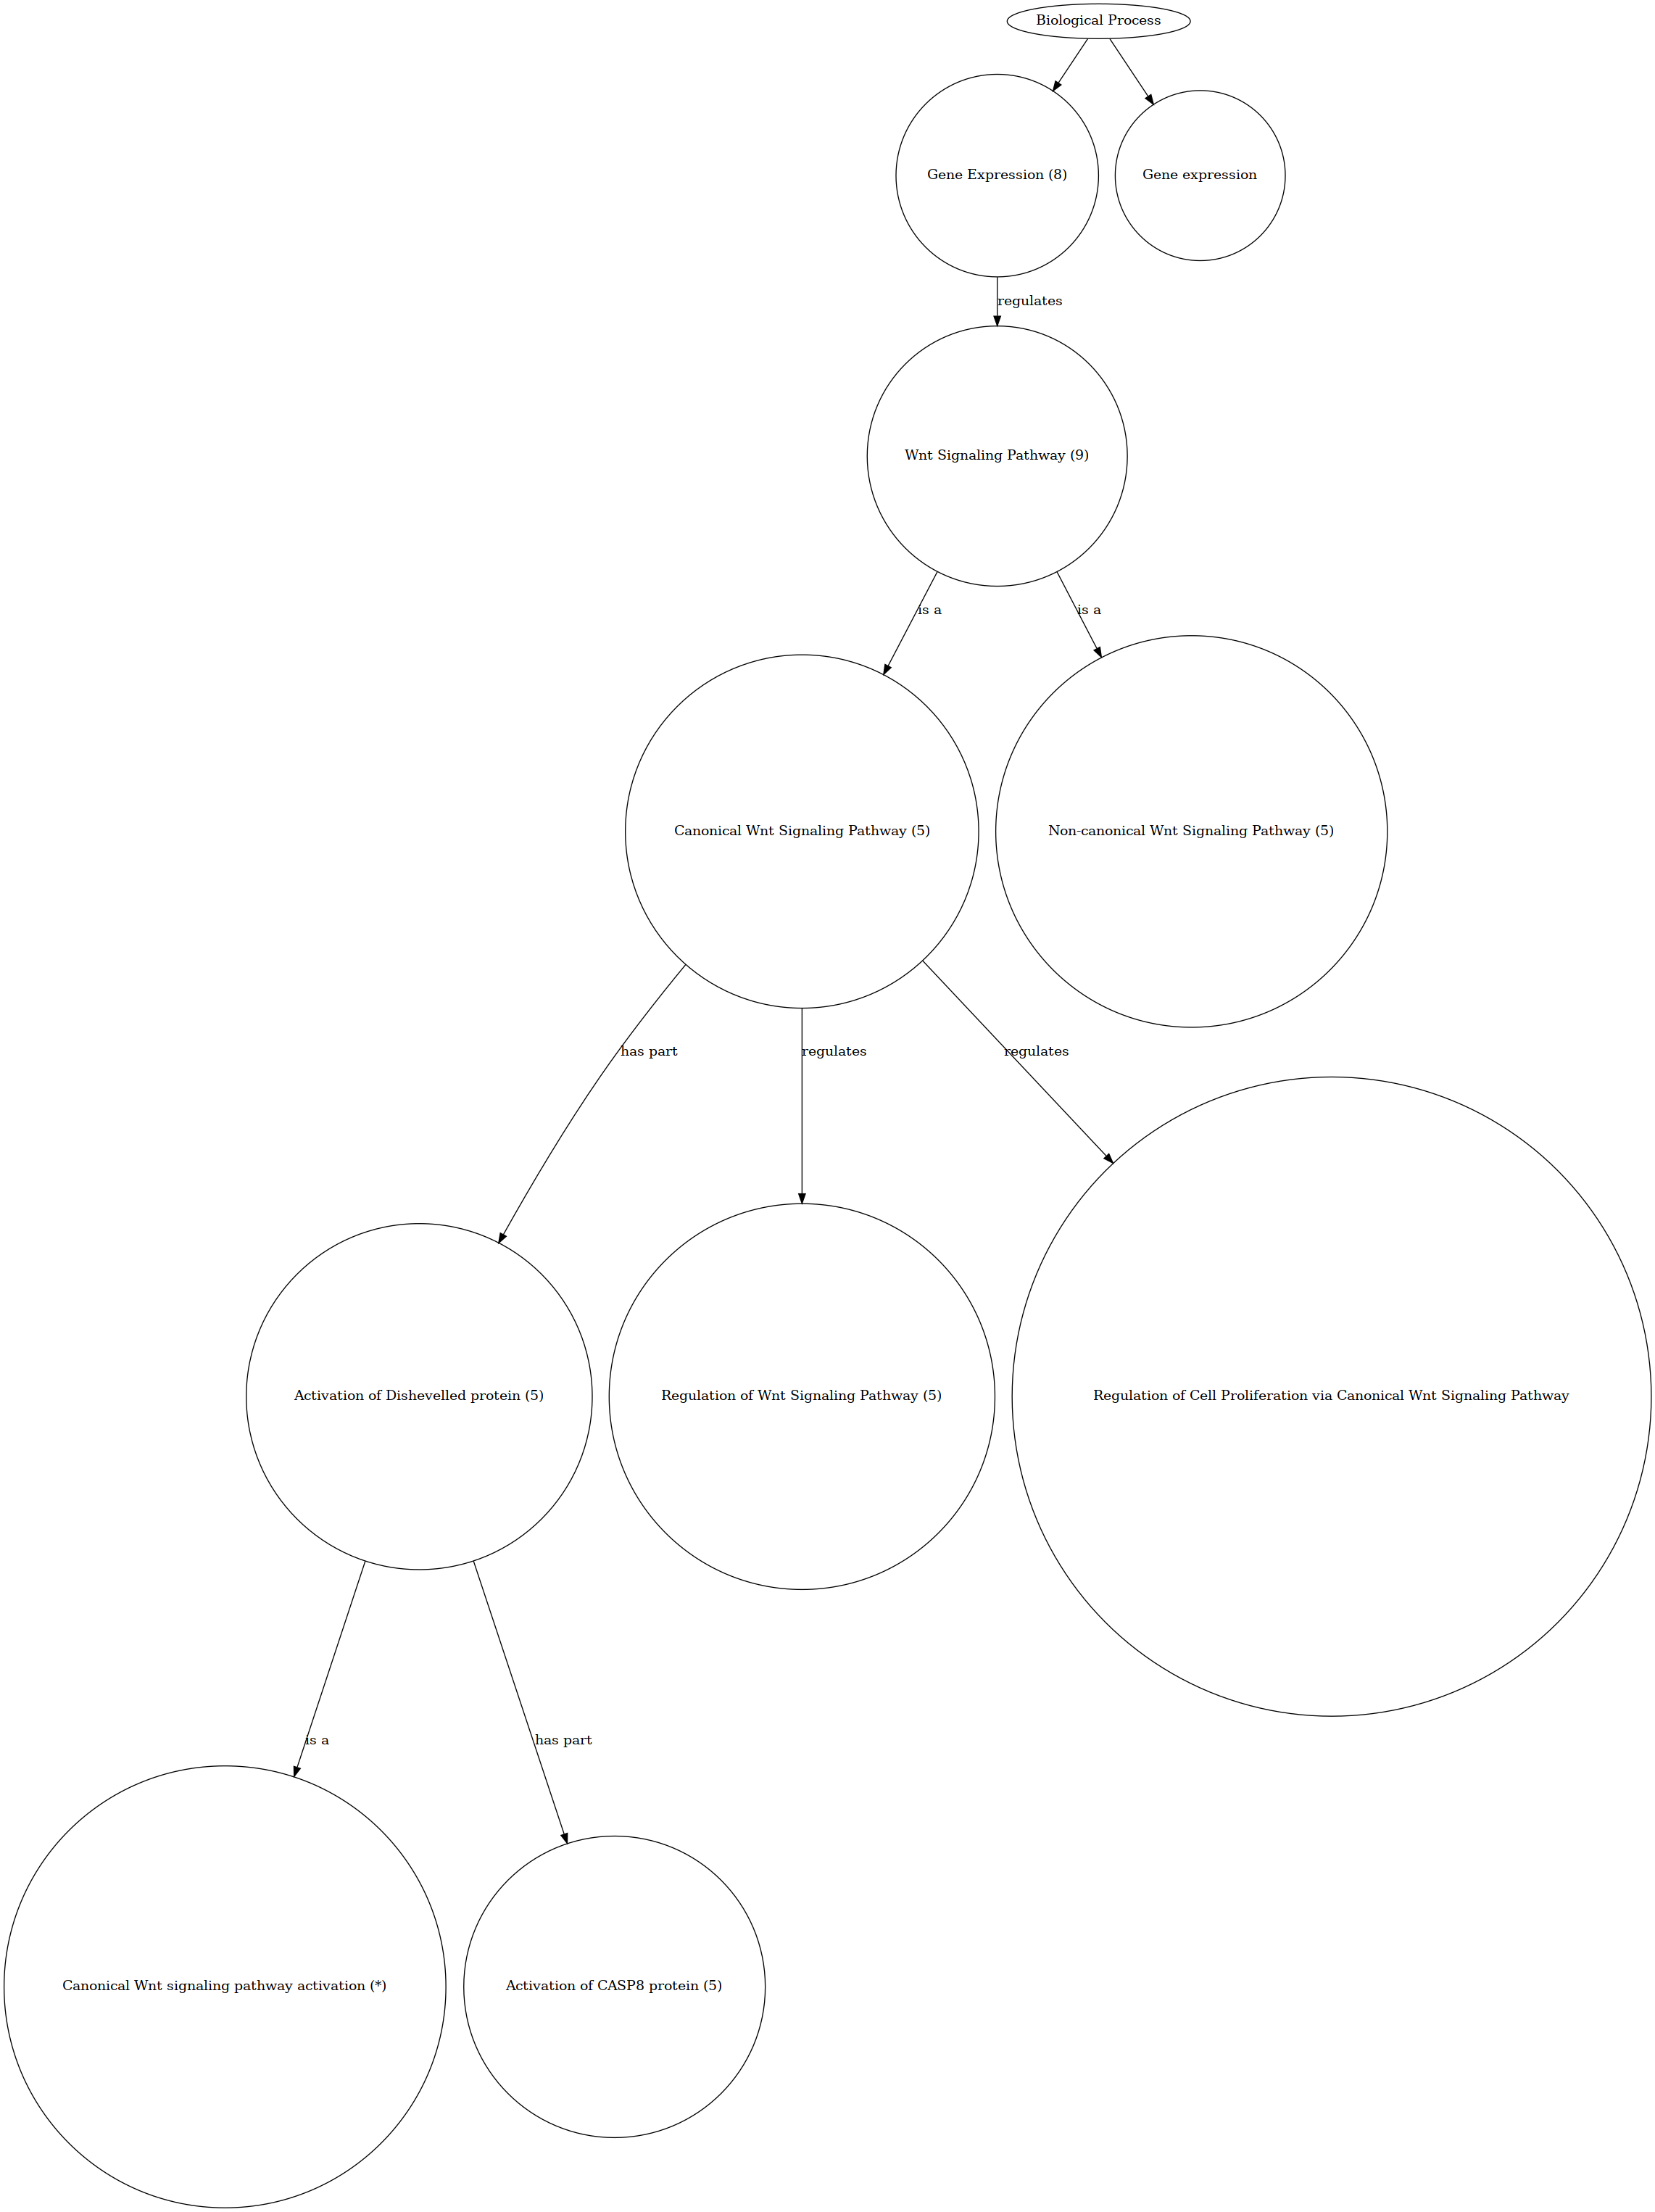 Biological Process
Gene Expression (8)
Gene expression
regulates
Wnt Signaling Pathway (9)
is a
is a
Canonical Wnt Signaling Pathway (5)
Non-canonical Wnt Signaling Pathway (5)
has part
regulates
regulates
Activation of Dishevelled protein (5)
Regulation of Wnt Signaling Pathway (5)
Regulation of Cell Proliferation via Canonical Wnt Signaling Pathway
is a
has part
Canonical Wnt signaling pathway activation (*)
Activation of CASP8 protein (5)